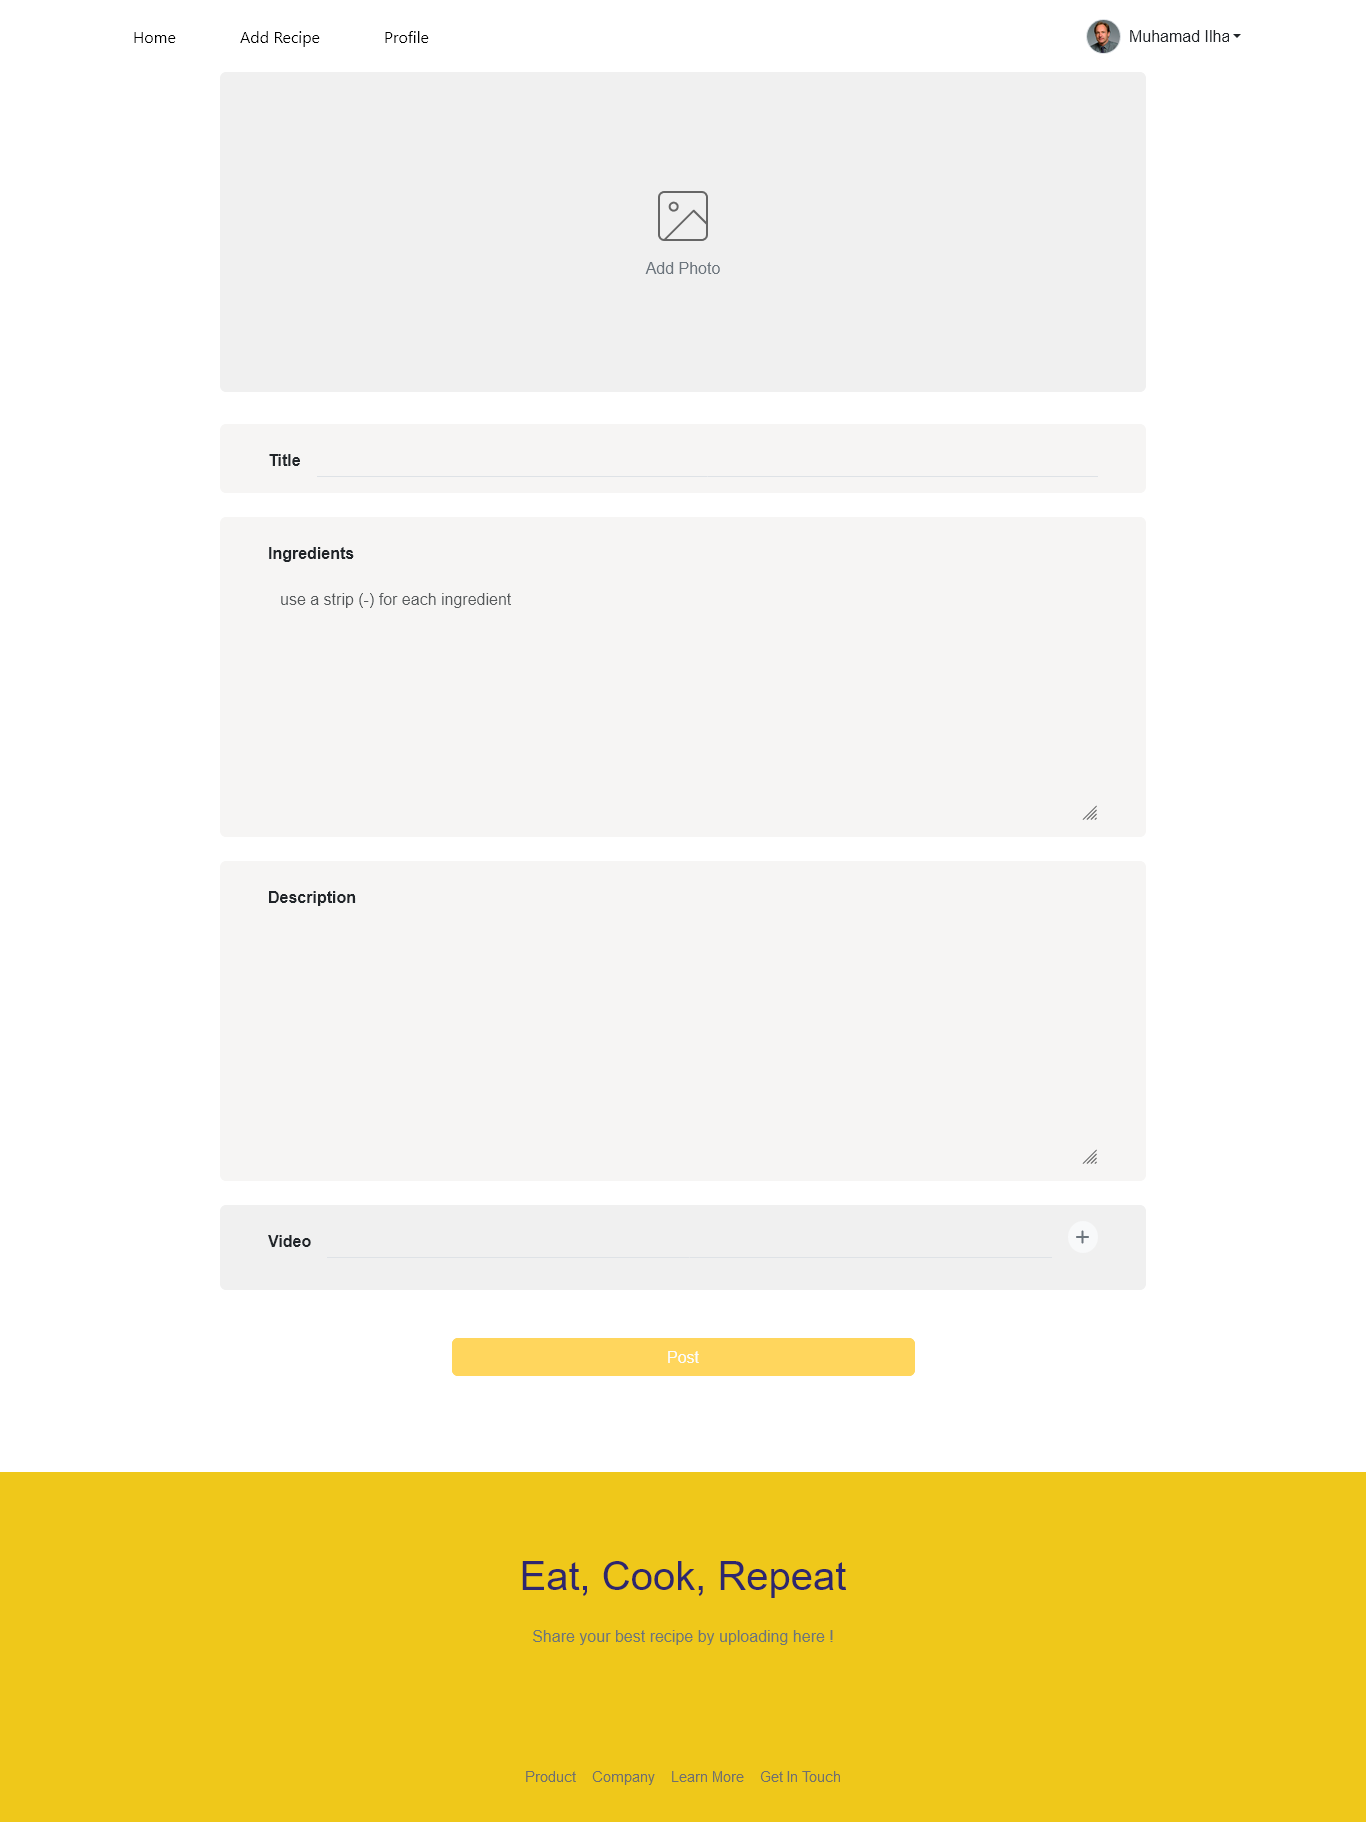 Home Add Recipe Profile Muhamad Ilha
Add Photo
Title
Ingredients
use a strip (-) for each ingredient
Description
Video
Post
Eat, Cook, Repeat
Share your best recipe by uploading here !
Product Company Learn More Get In Touch